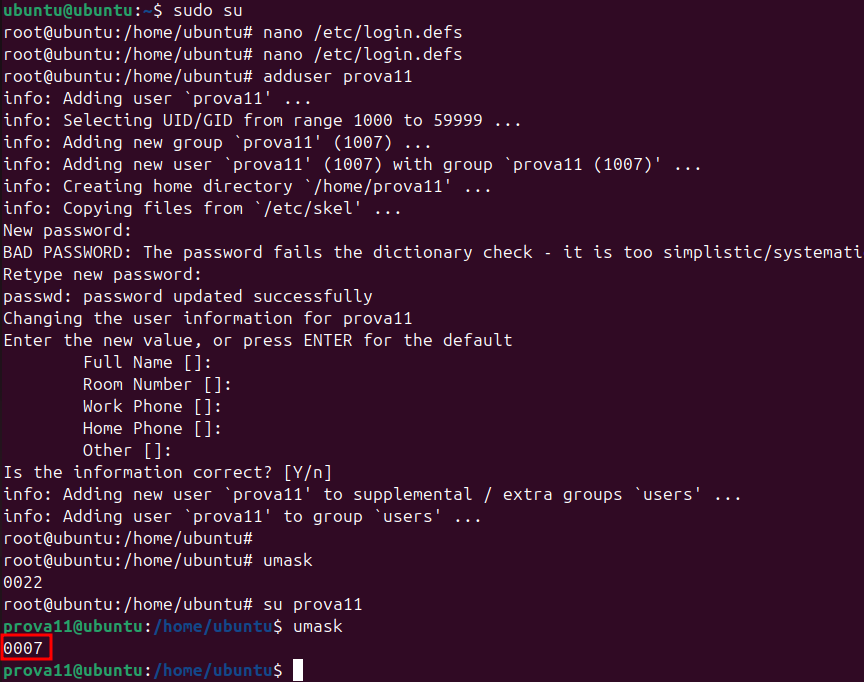 ubuntu@ubuntu:~$ sudo su
root@ubuntu:/home/ubuntu# nano /etc/login.defs
root@ubuntu:/home/ubuntu# nano /etc/login.defs
root@ubuntu:/home/ubuntu# adduser prova11
info: Adding user `prova11' ...
info: Selecting UID/GID from range 1000 to 59999 ...
info: Adding new group `prova11' (1007) ...
info: Adding new user `prova11' (1007) with group `prova11 (1007)' ...
info: Creating home directory `/home/prova11' ...
info: Copying files from `/etc/skel' ...
New password:
BAD PASSWORD: The password fails the dictionary check - it is too simplistic/systemati
Retype new password:
passwd: password updated successfully
Changing the user information for prova11
Enter the new value, or press ENTER for the default
        Full Name []:
        Room Number []:
        Work Phone []:
        Home Phone []:
        Other []:
Is the information correct? [Y/n]
info: Adding new user `prova11' to supplemental / extra groups `users' ...
info: Adding user `prova11' to group `users' ...
root@ubuntu:/home/ubuntu#
root@ubuntu:/home/ubuntu# umask
0022
root@ubuntu:/home/ubuntu# su prova11
prova11@ubuntu:/home/ubuntu$ umask
0007
prova11@ubuntu:/home/ubuntu$